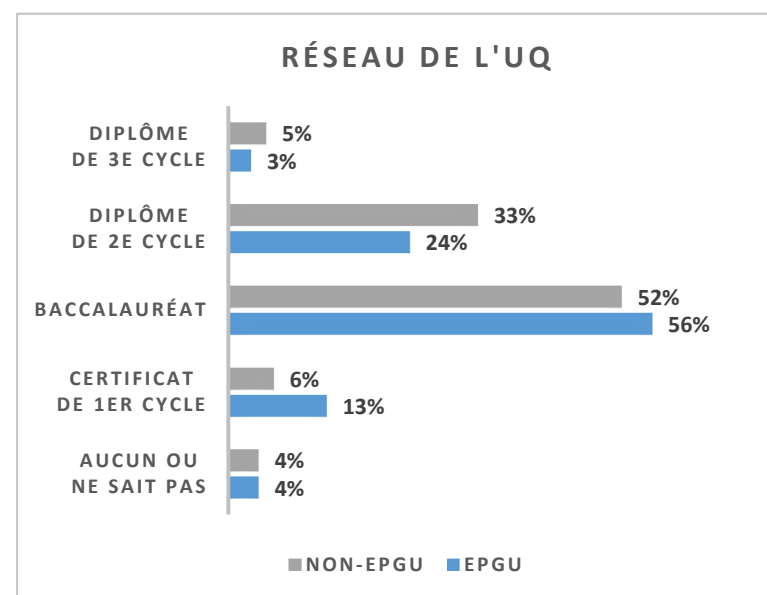 RÉSEAU DE L'UQ
DIPLÔME
DE 3E CYCLE
5%
3%
DIPLÔME
DE 2E CYCLE
33%
24%
BACCALAURÉAT
52%
56%
CERTIFICAT
DE 1ER CYCLE
6%
13%
AUCUN OU
NE SAIT PAS
4%
4%
NON-EPGU EPGU